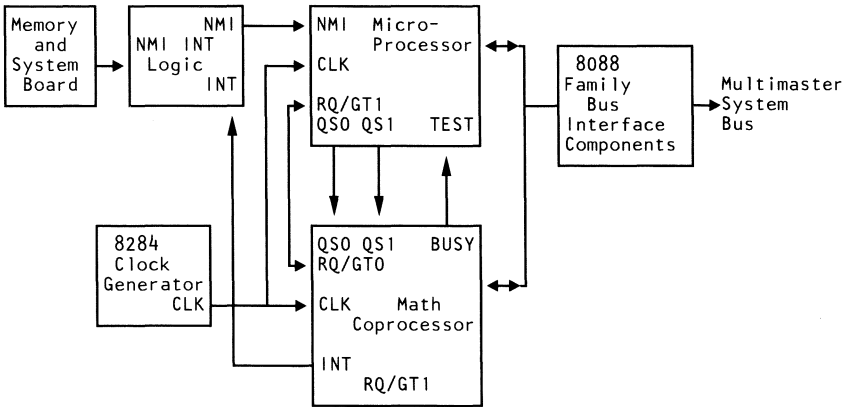 Memory
and
System
Board
NMI
NMI INT
Logic
INT
NMI Micro-
Processor
CLK
RQ/GT1
QS0 QS1 TEST
8088
Family
Bus
Interface
Components
Multimaster
System
Bus
8284
Clock
Generator
CLK
QS0 QS1 BUSY
RQ/GT0
CLK Math
Coprocessor
INT
RQ/GT1